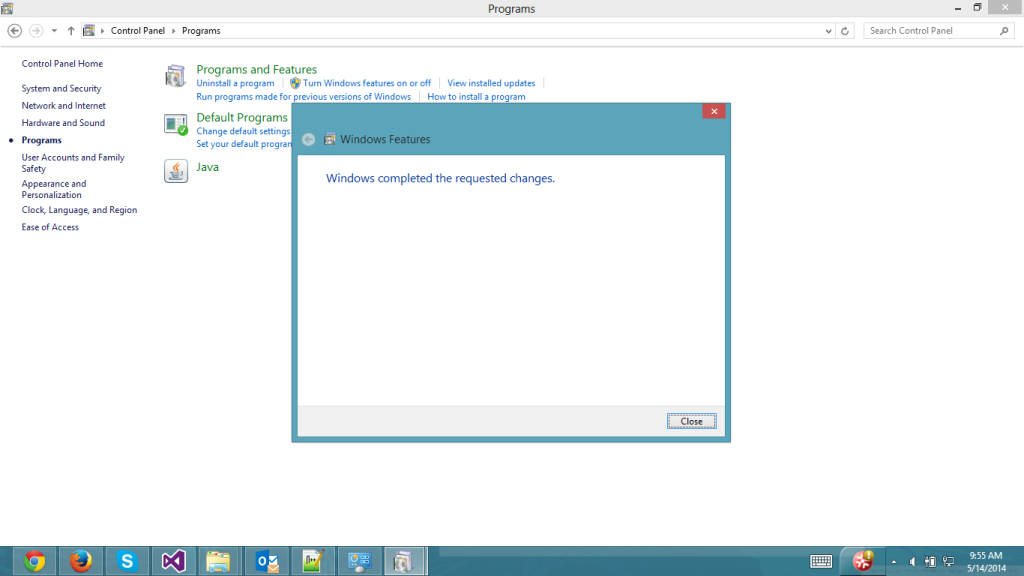 Programs
Control Panel Programs
Search Control Panel
Control Panel Home
System and Security
Network and Internet
Hardware and Sound
Programs
User Accounts and Family
Safety
Appearance and
Personalization
Clock, Language, and Region
Ease of Access
Programs and Features
Uninstall a program
Turn Windows features on or off
View installed updates
Run programs made for previous versions of Windows
How to install a program
Default Programs
Change default settings
Set your default program
Java
Windows Features
Windows completed the requested changes.
Close
9:55 AM
5/14/2014